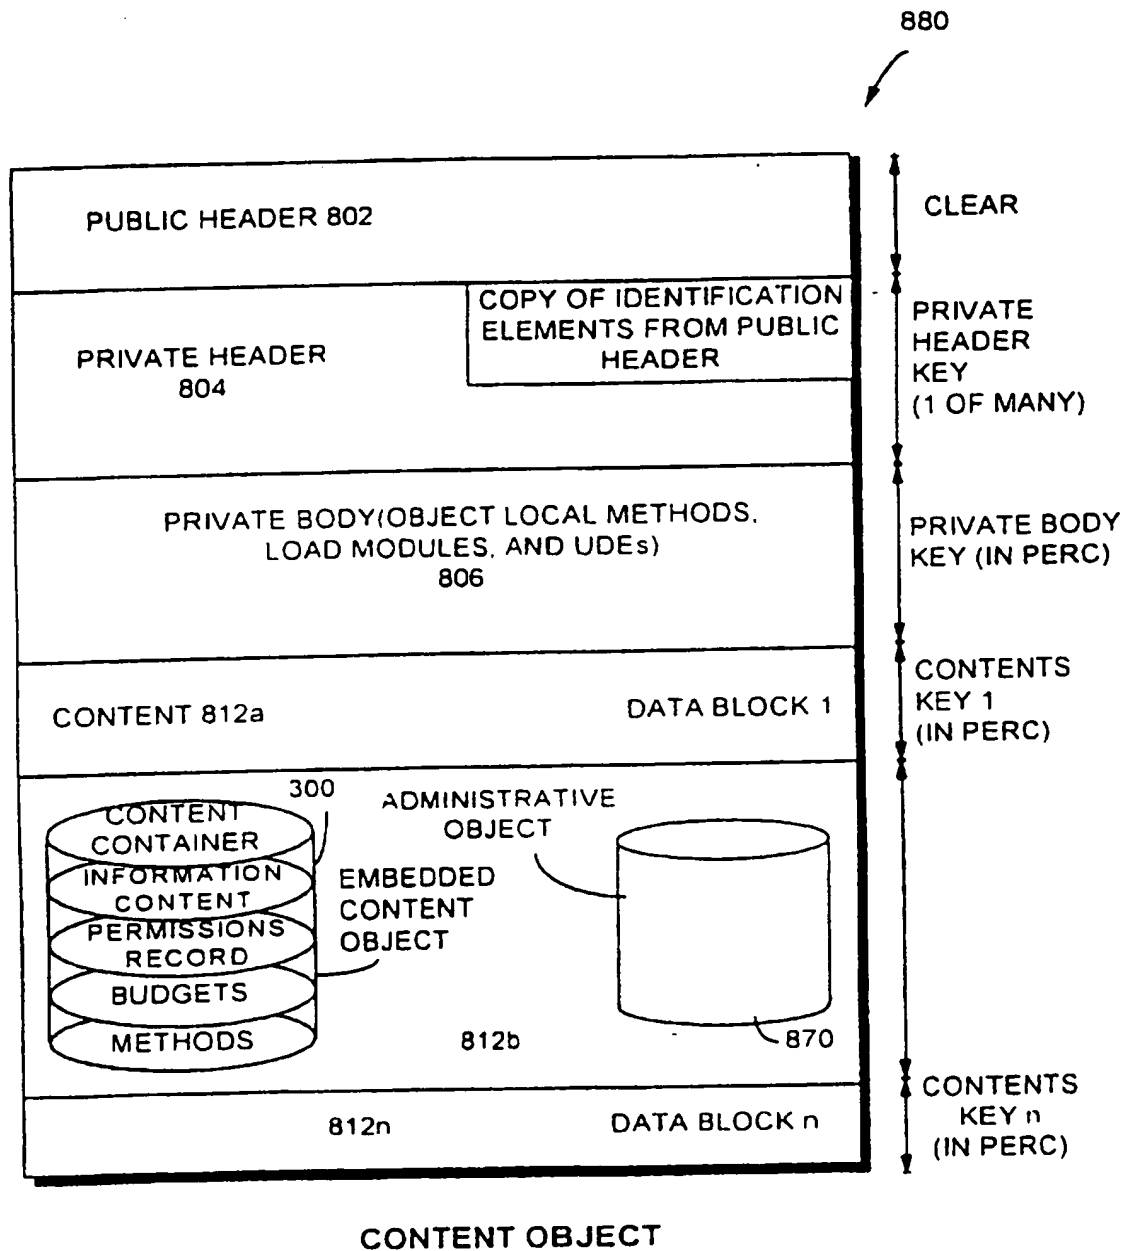 880
PUBLIC HEADER 802
CLEAR
COPY OF IDENTIFICATION
ELEMENTS FROM PUBLIC
HEADER
PRIVATE HEADER
804
PRIVATE
HEADER
KEY
(1 OF MANY)
PRIVATE BODY(OBJECT LOCAL METHODS,
LOAD MODULES, AND UDEs)
806
PRIVATE BODY
KEY (IN PERC)
CONTENT 812a
DATA BLOCK 1
CONTENTS
KEY 1
(IN PERC)
300
CONTENT
CONTAINER
INFORMATION
CONTENT
PERMISSIONS
RECORD
BUDGETS
METHODS
ADMINISTRATIVE
OBJECT
EMBEDDED
CONTENT
OBJECT
812b
870
812n
DATA BLOCK n
CONTENTS
KEY n
(IN PERC)
CONTENT OBJECT